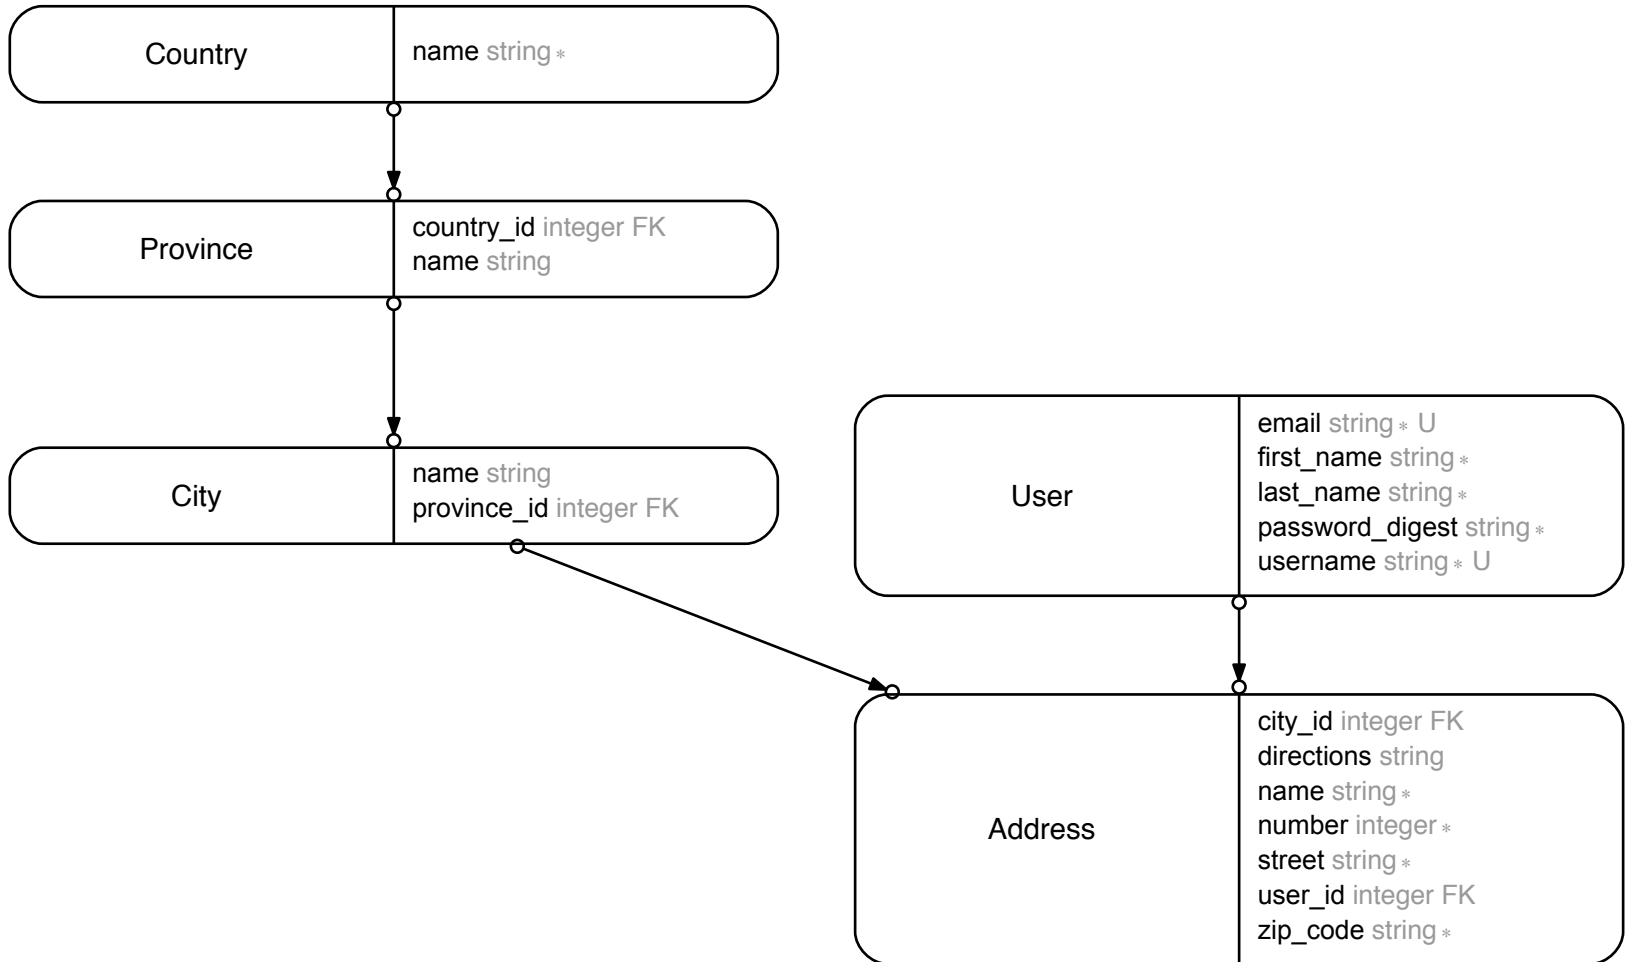 Country
name string ∗
Province
country_id integer FK
name string
City
name string
province_id integer FK
User
email string ∗ U
first_name string ∗
last_name string ∗
password_digest string ∗
username string ∗ U
Address
city_id integer FK
directions string
name string ∗
number integer ∗
street string ∗
user_id integer FK
zip_code string ∗